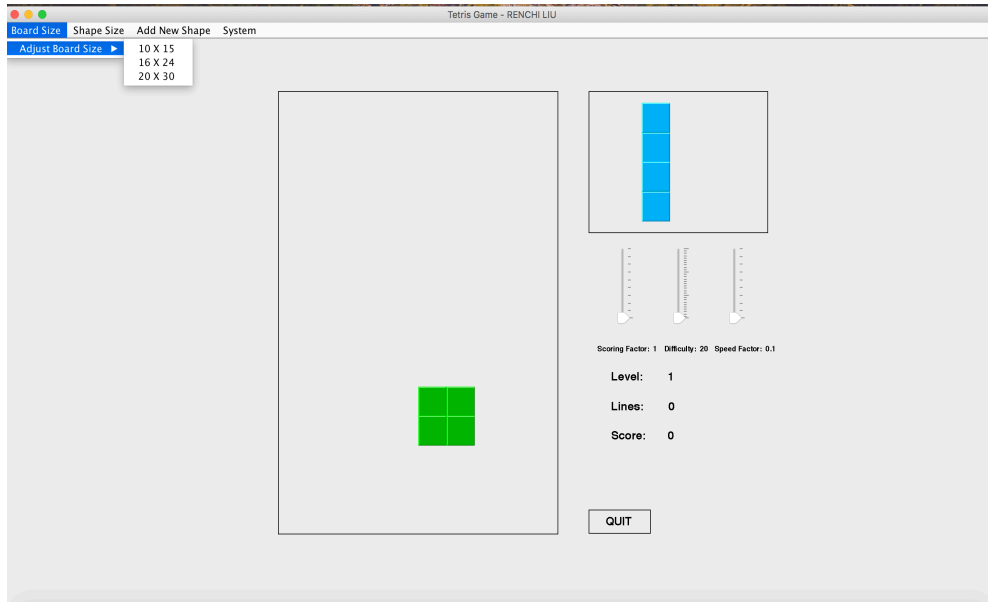 Tetris Game - RENCHI LIU
Board Size Shape Size Add New Shape System
Adjust Board Size ▶
10 X 15
16 X 24
20 X 30
Scoring Factor: 1 Difficulty: 20 Speed Factor: 0.1
Level: 1
Lines: 0
Score: 0
QUIT